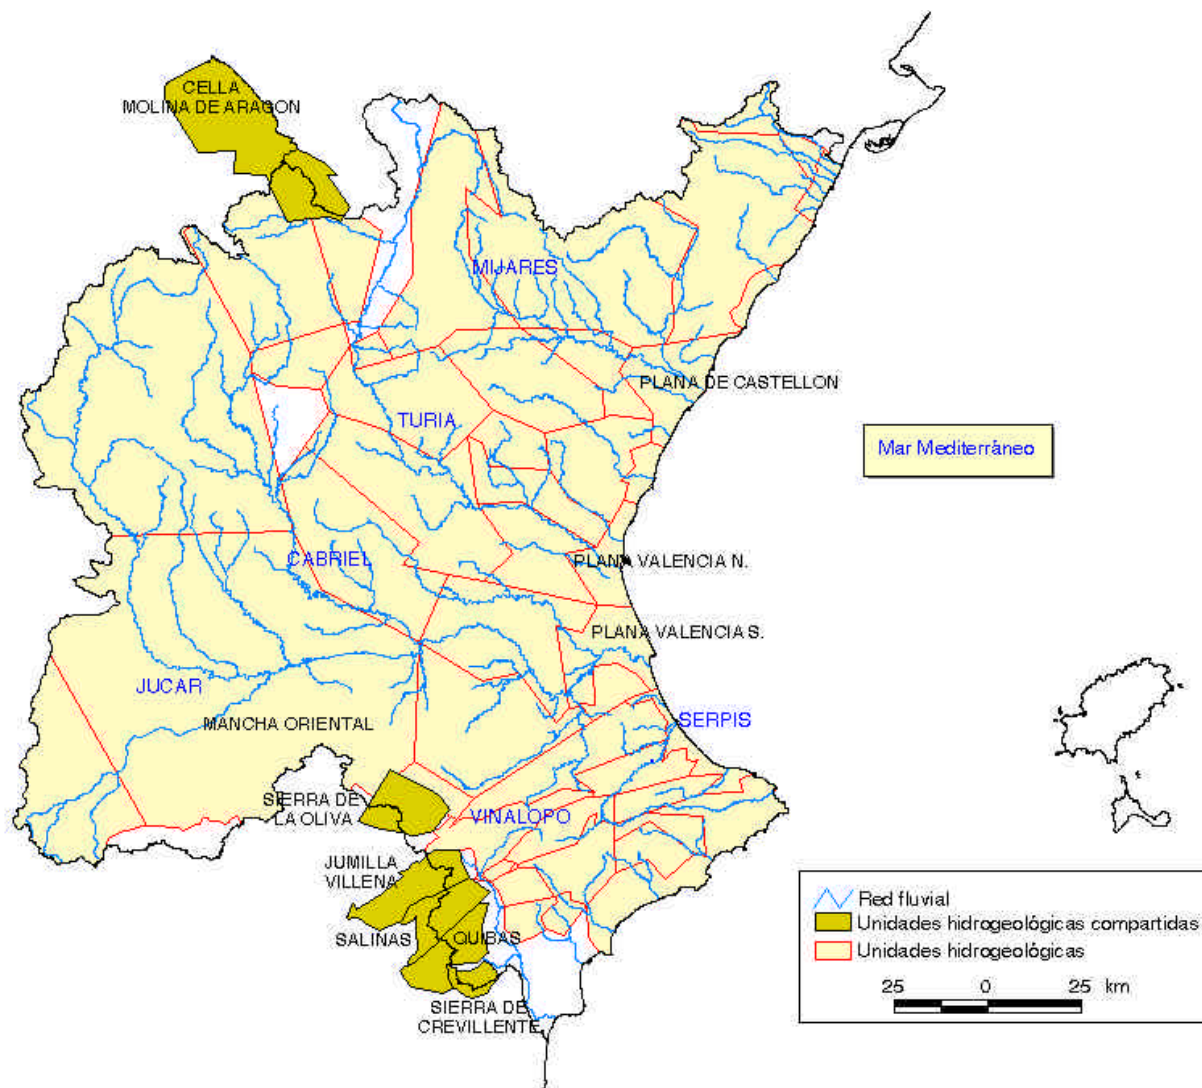 CELLA
MOLINA DE ARAGON
MIJARES
PLANA DE CASTELLON
TURIA
Mar Mediterráneo
CABRIEL
PLANA VALENCIA N.
PLANA VALENCIA S.
JUCAR
MANCHA ORIENTAL
SERPIS
SIERRA DE
LA OLIVA
VINALOPO
JUMILLA
VILLENA
SALINAS
QUIBAS
SIERRA DE
CREVILLENTE
Red fluvial
Unidades hidrogeológicas compartidas
Unidades hidrogeológicas
25 0 25 km